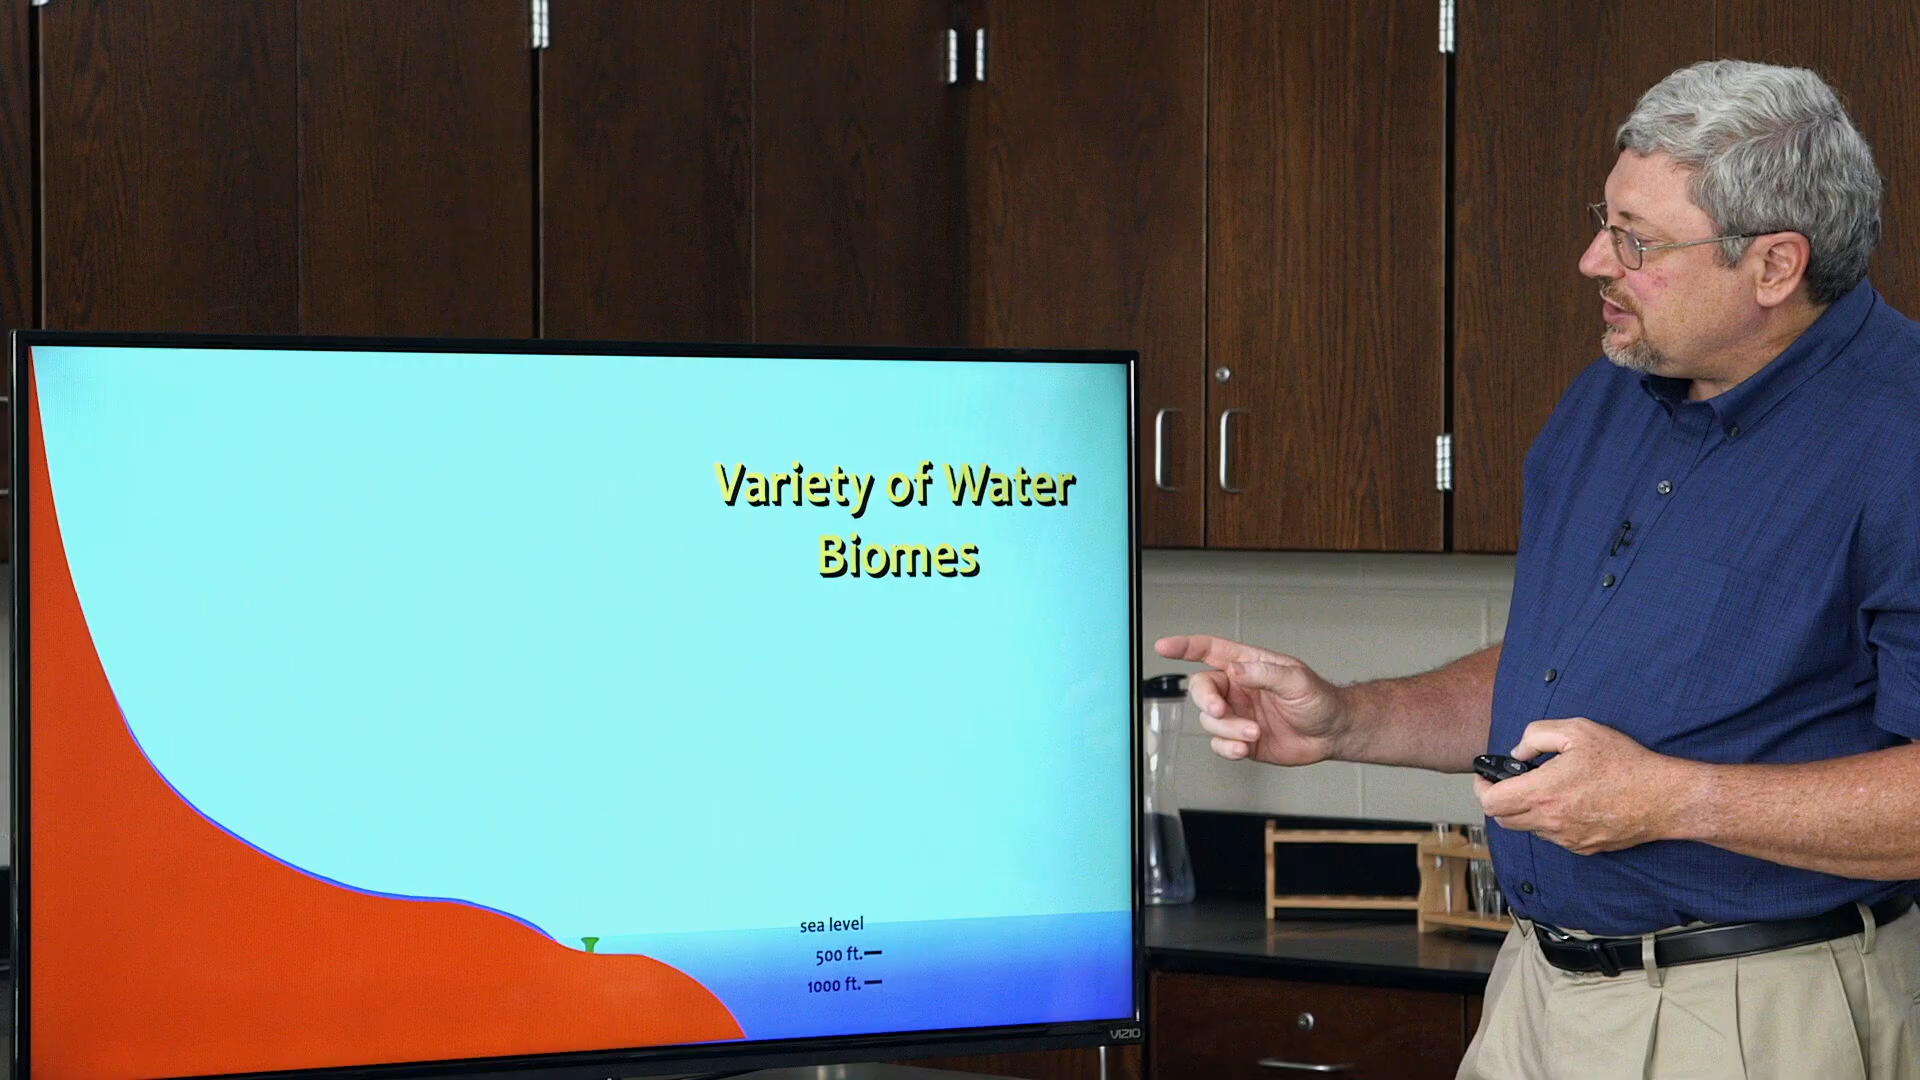 Variety of Water
Biomes
sea level
500 ft.
1000 ft.
VIZIO